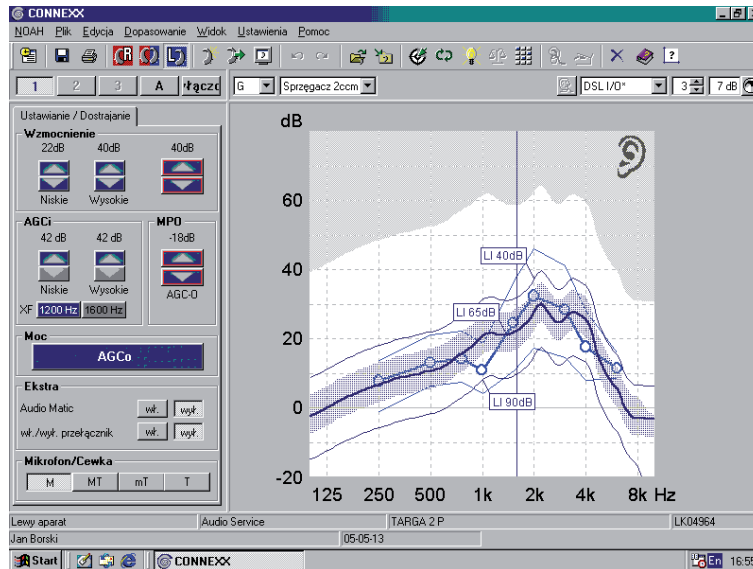 CONNEXX
NOAH Plik Edycja Dopasowanie Widok Ustawienia Pomoc
1 2 3 A włączo G Sprzęgacz 2ccm DSL I/O* 3 7 dB
Ustawianie / Dostrajanie
Wzmocnienie
22dB 40dB 40dB
Niskie Wysokie
AGCi MPO
42 dB 42 dB -18dB
Niskie Wysokie AGC-O
XF 1200 Hz 1600 Hz
Moc
AGCo
Ekstra
Audio Matic wł. wył.
wł./wył. przełącznik wł. wył.
Mikrofon/Cewka
M MT mT T
dB
60
40
20
0
-20
LI 40dB
LI 65dB
LI 90dB
125 250 500 1k 2k 4k 8k Hz
Lewy aparat Audio Service TARGA 2 P LK04964
Jan Borski 05-05-13
Start CONNEXX En 16:55